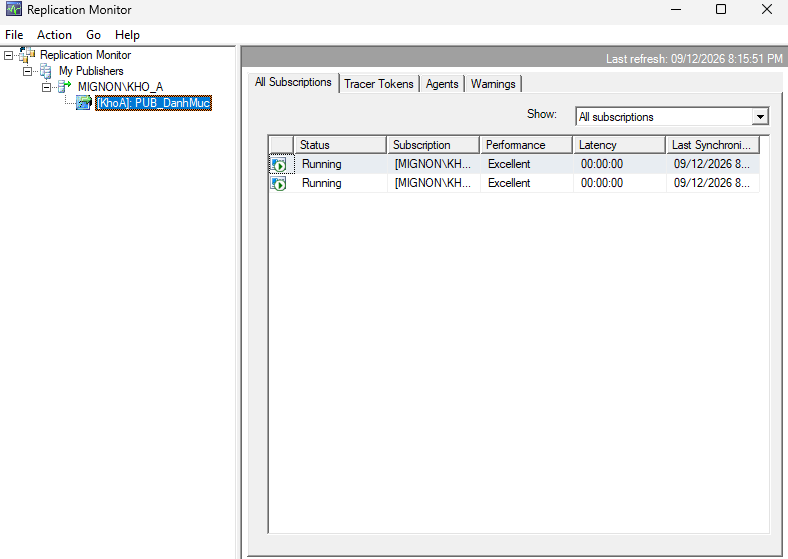 Replication Monitor
File Action Go Help
Replication Monitor
My Publishers
MIGNON\KHO_A
[KhoA]: PUB_DanhMuc
Last refresh: 09/12/2026 8:15:51 PM
All Subscriptions Tracer Tokens Agents Warnings
Show: All subscriptions
Status Subscription Performance Latency Last Synchroni...
Running [MIGNON\KH... Excellent 00:00:00 09/12/2026 8...
Running [MIGNON\KH... Excellent 00:00:00 09/12/2026 8...